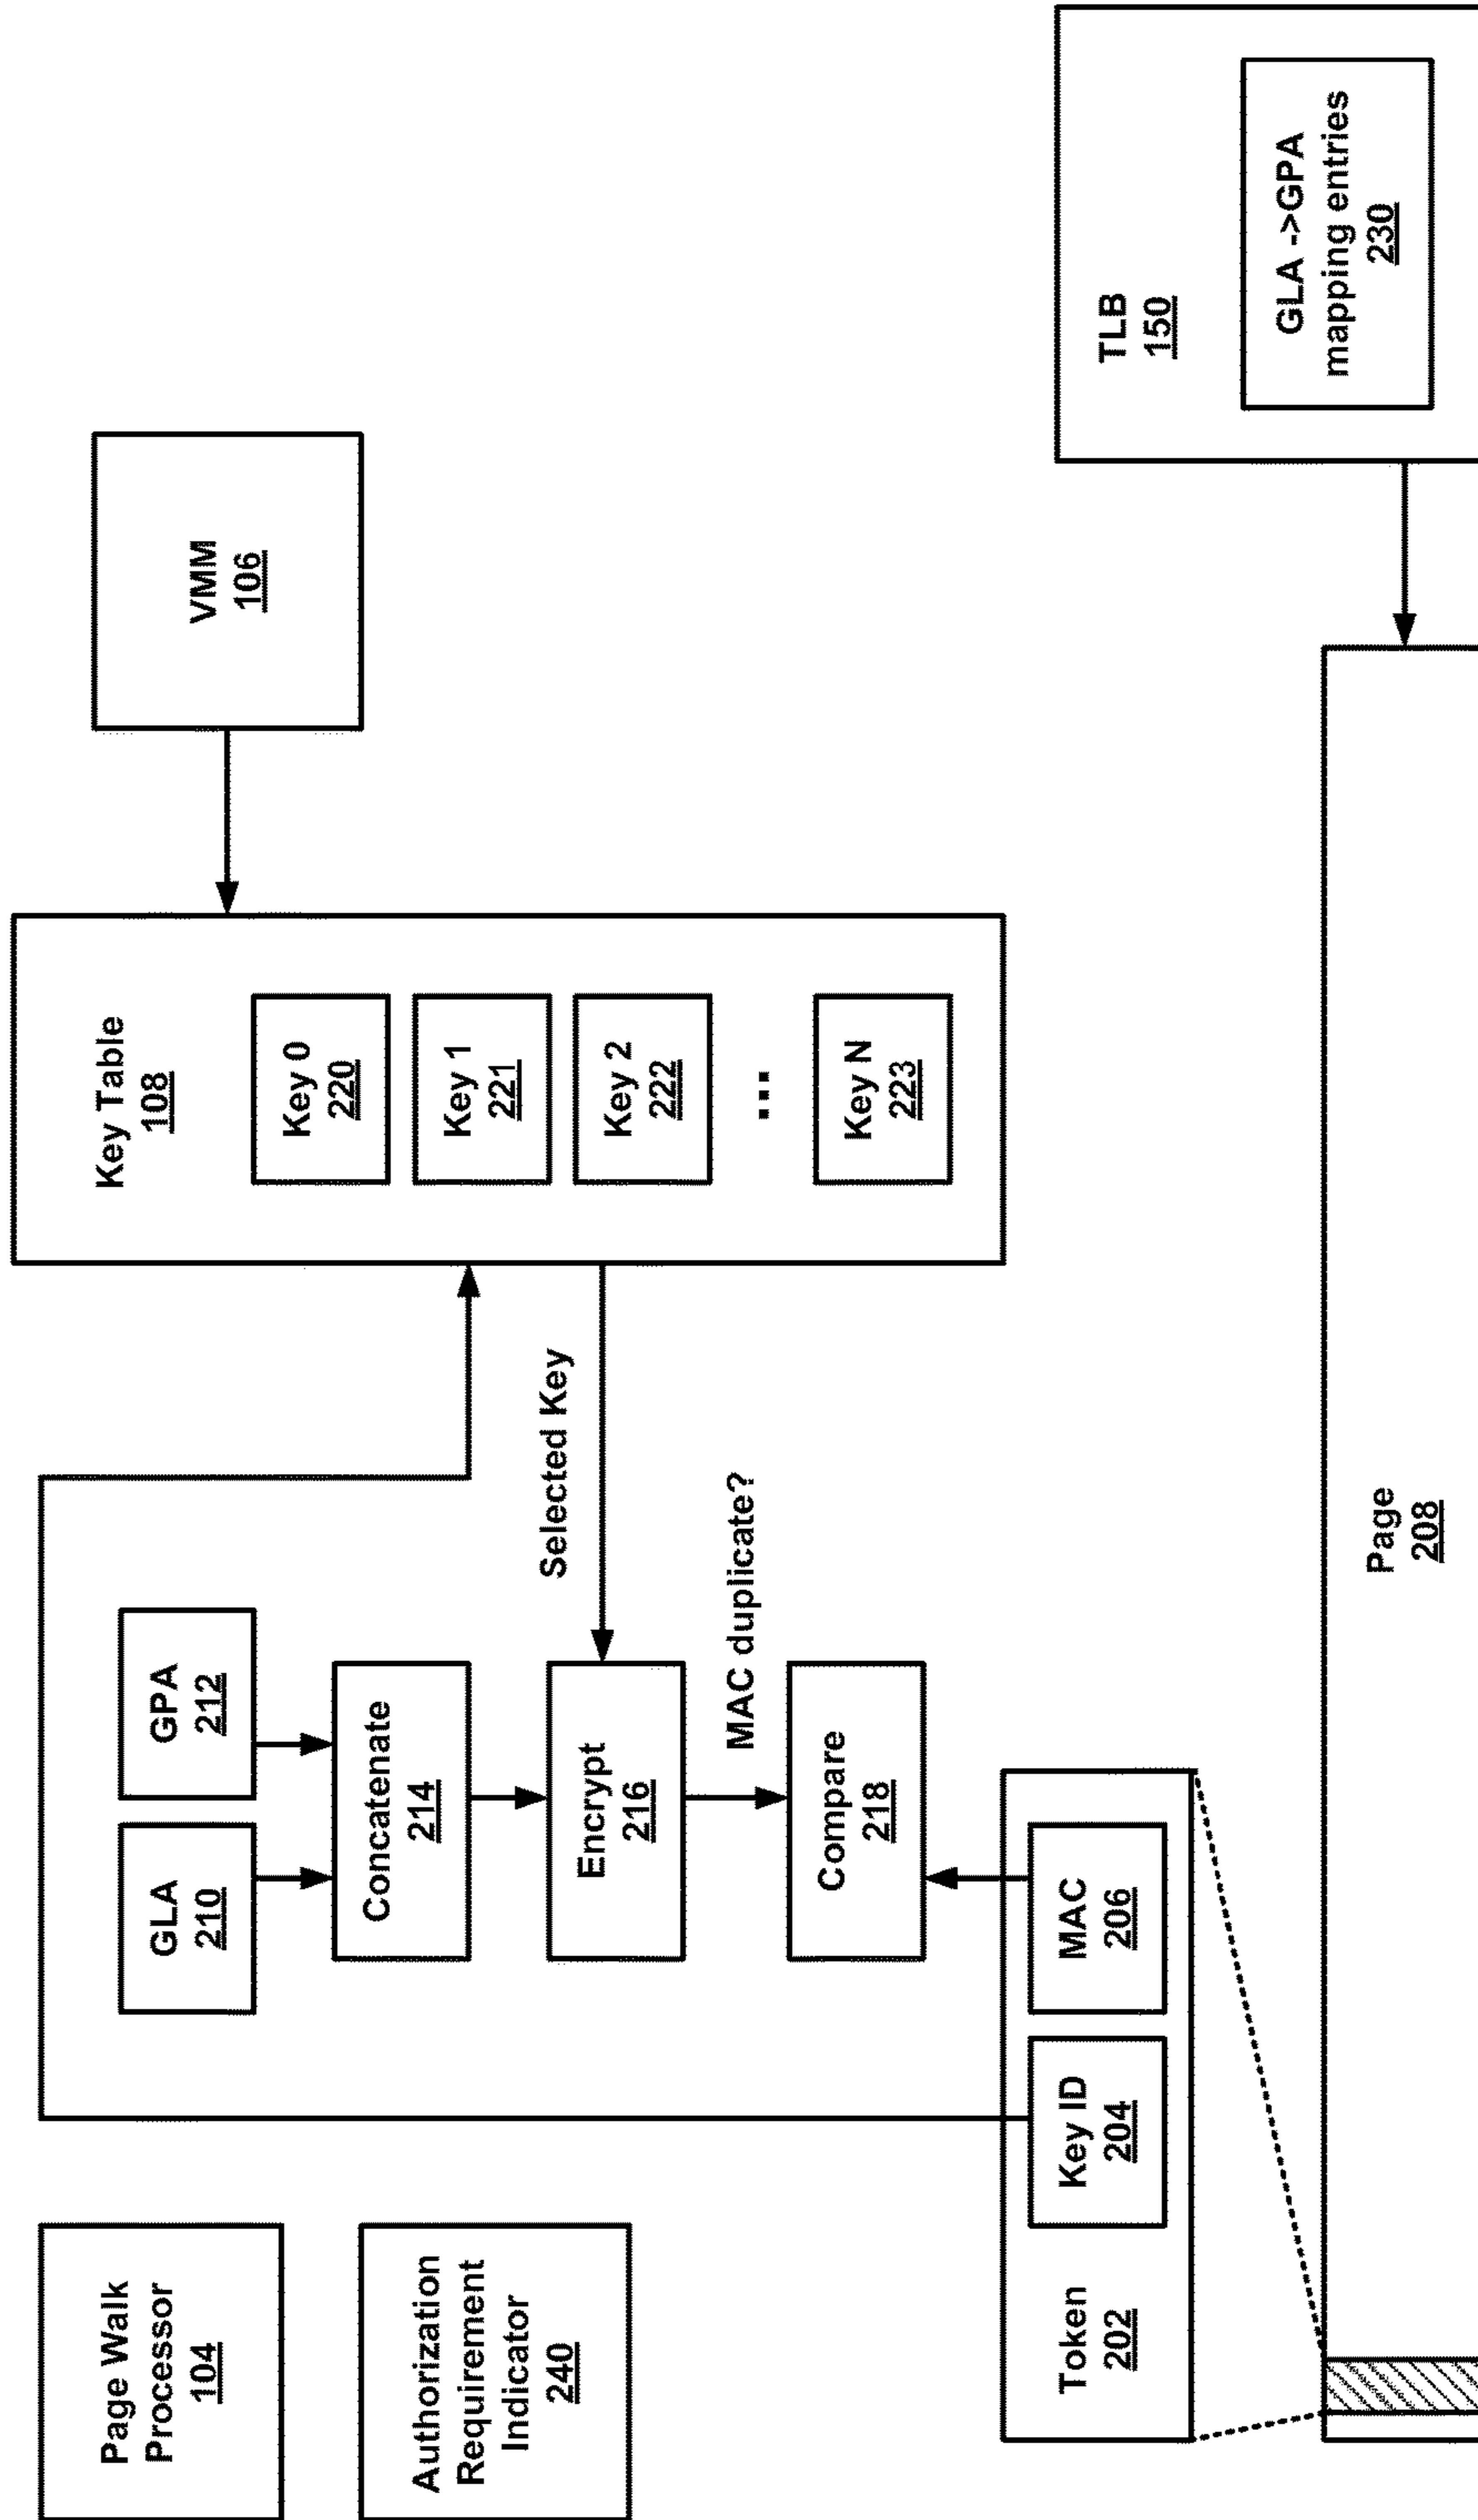 Page Walk
Processor
104
Authorization
Requirement
Indicator
240
GLA
210
GPA
212
Concatenate
214
Encrypt
216
Compare
218
Selected Key
MAC duplicate?
Key Table
108
Key 0
220
Key 1
221
Key 2
222
...
Key N
223
VMM
106
Token
202
Key ID
204
MAC
206
Page
208
TLB
150
GLA ->GPA
mapping entries
230